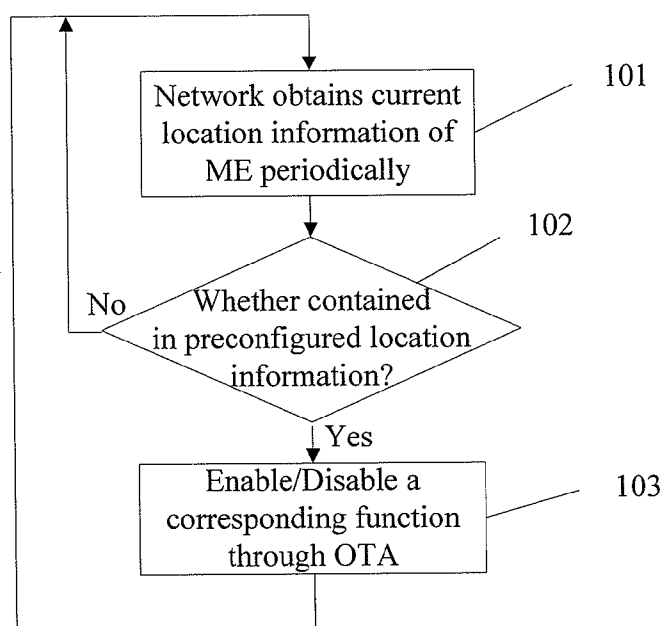 Network obtains current
location information of
ME periodically
101
102
No
Whether contained
in preconfigured location
information?
Yes
Enable/Disable a
corresponding function
through OTA
103